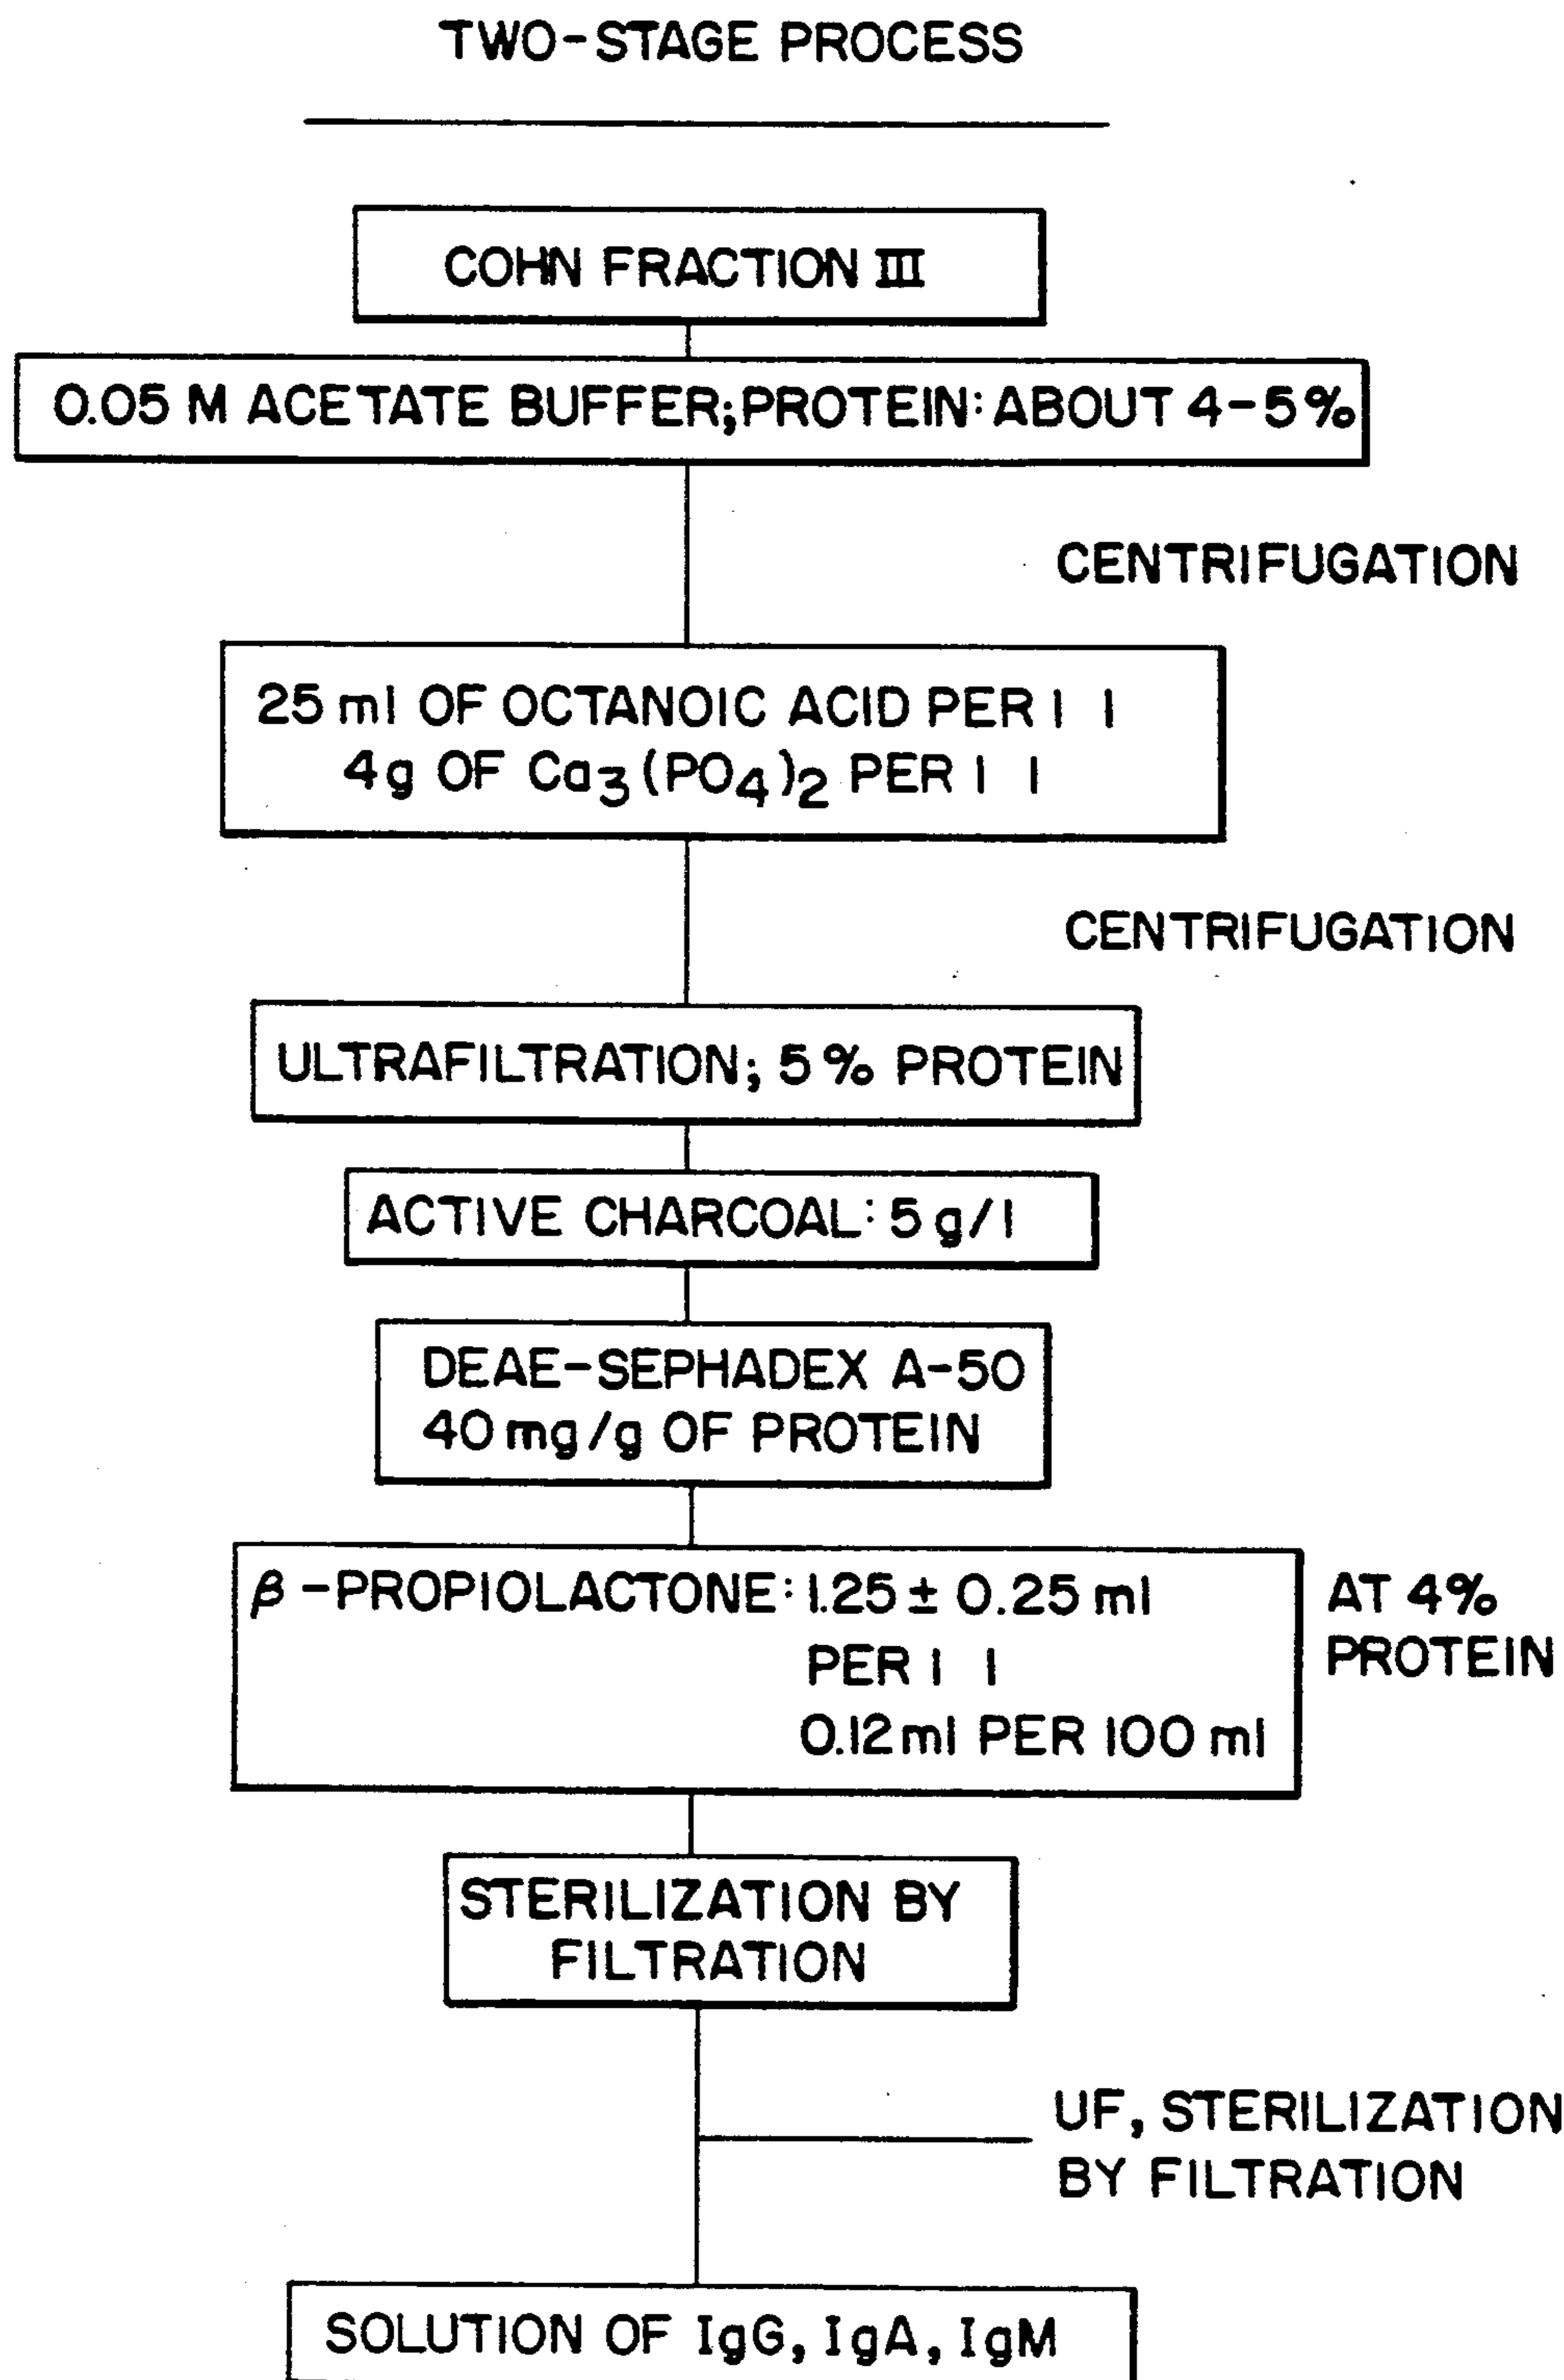 TWO-STAGE PROCESS
COHN FRACTION III
0.05 M ACETATE BUFFER; PROTEIN: ABOUT 4-5%
CENTRIFUGATION
25 ml OF OCTANOIC ACID PER 1 l
4g OF Ca₃(PO₄)₂ PER 1 l
CENTRIFUGATION
ULTRAFILTRATION; 5% PROTEIN
ACTIVE CHARCOAL: 5 g/l
DEAE-SEPHADEX A-50
40 mg/g OF PROTEIN
β-PROPIOLACTONE: 1.25 ± 0.25 ml
PER 1 l
0.12 ml PER 100 ml
AT 4%
PROTEIN
STERILIZATION BY
FILTRATION
UF, STERILIZATION
BY FILTRATION
SOLUTION OF IgG, IgA, IgM